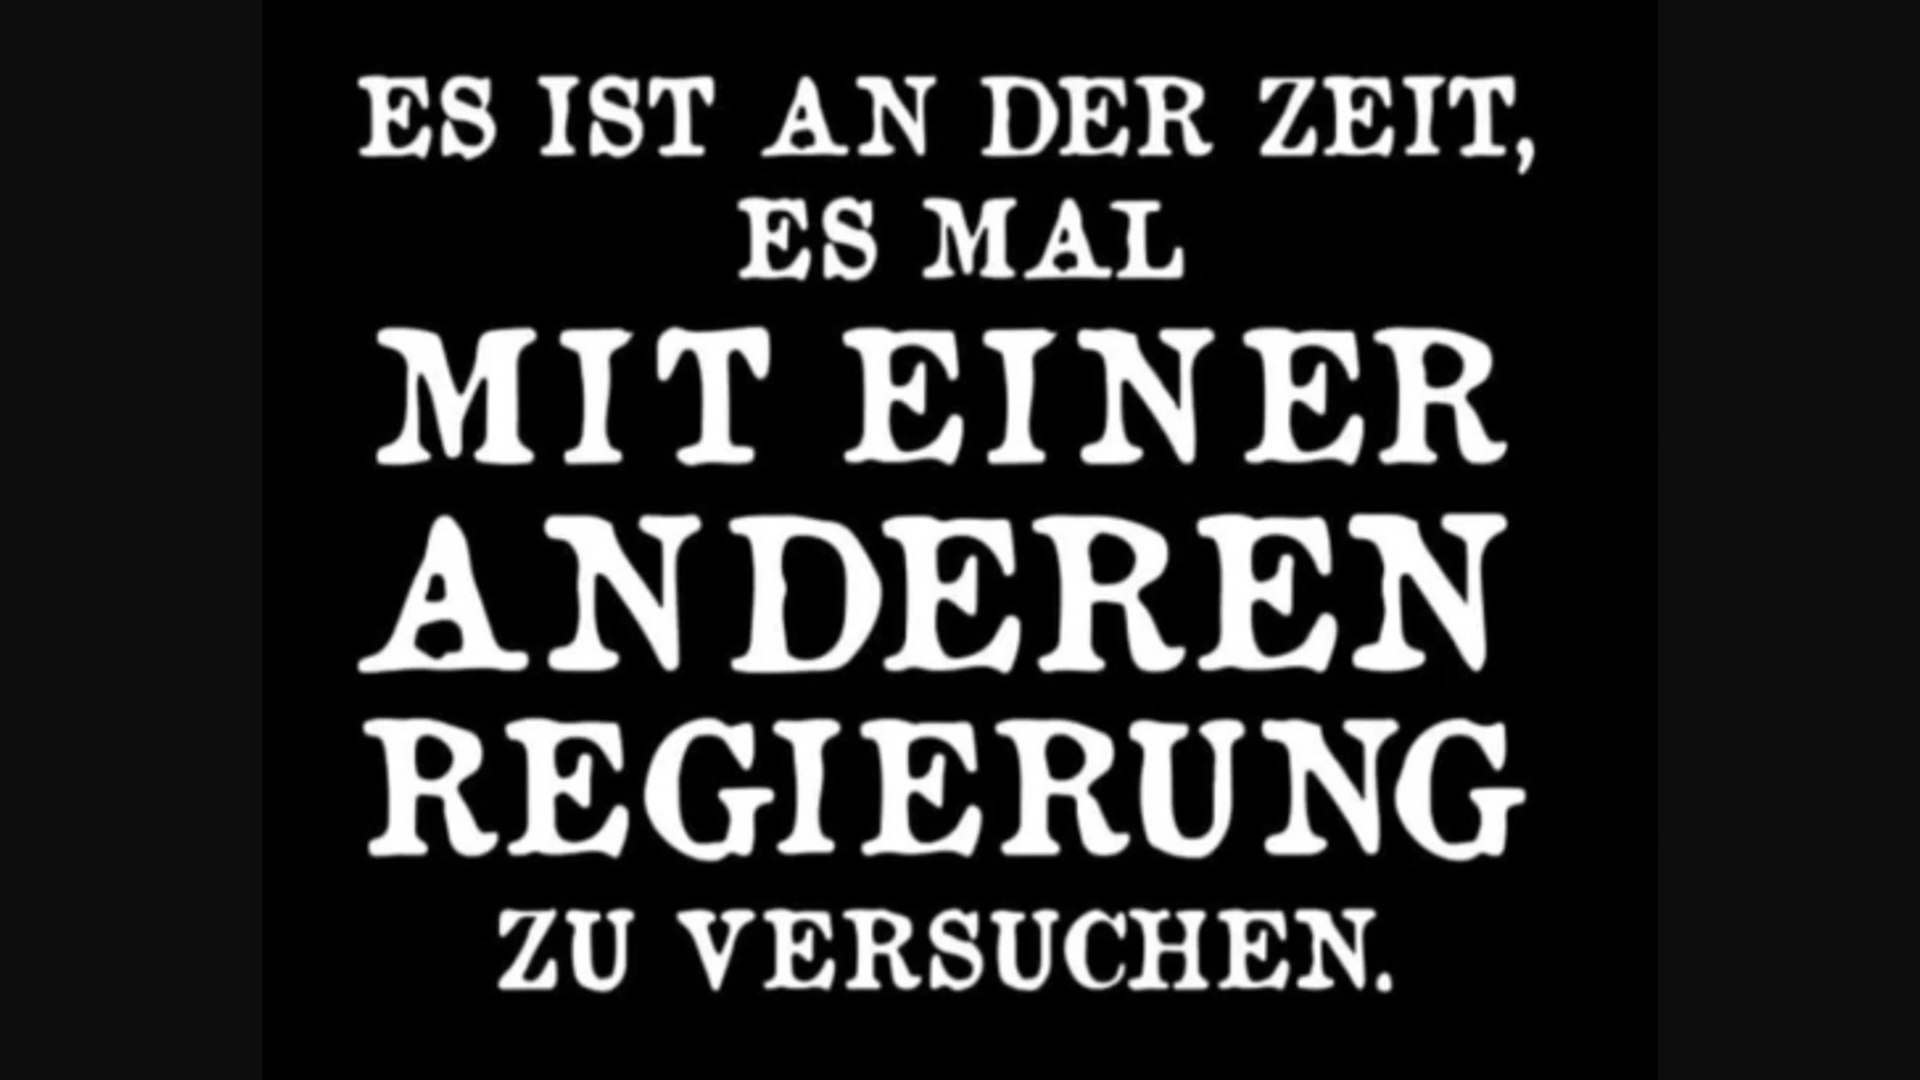 ES IST AN DER ZEIT,
ES MAL
MIT EINER
ANDEREN
REGIERUNG
ZU VERSUCHEN.